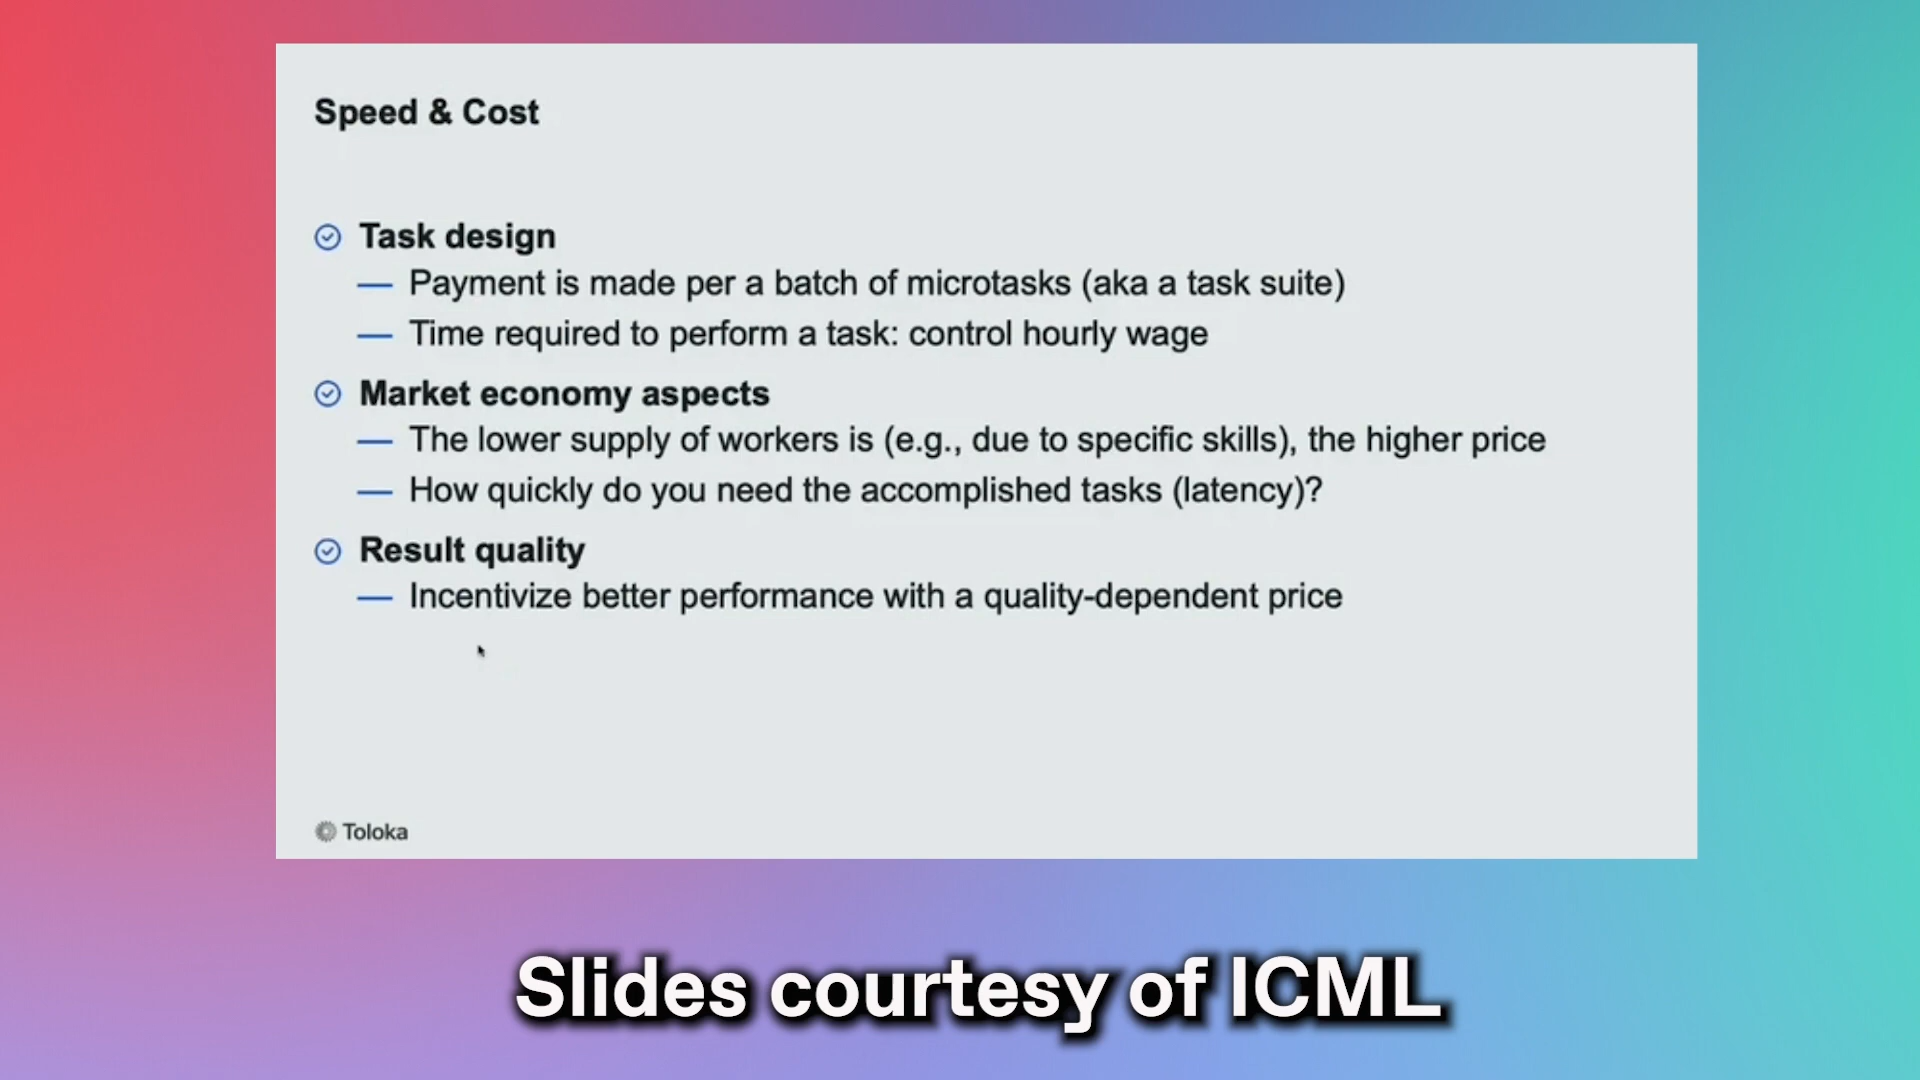 Speed & Cost
Task design
— Payment is made per a batch of microtasks (aka a task suite)
— Time required to perform a task: control hourly wage
Market economy aspects
— The lower supply of workers is (e.g., due to specific skills), the higher price
— How quickly do you need the accomplished tasks (latency)?
Result quality
— Incentivize better performance with a quality-dependent price
Toloka
Slides courtesy of ICML